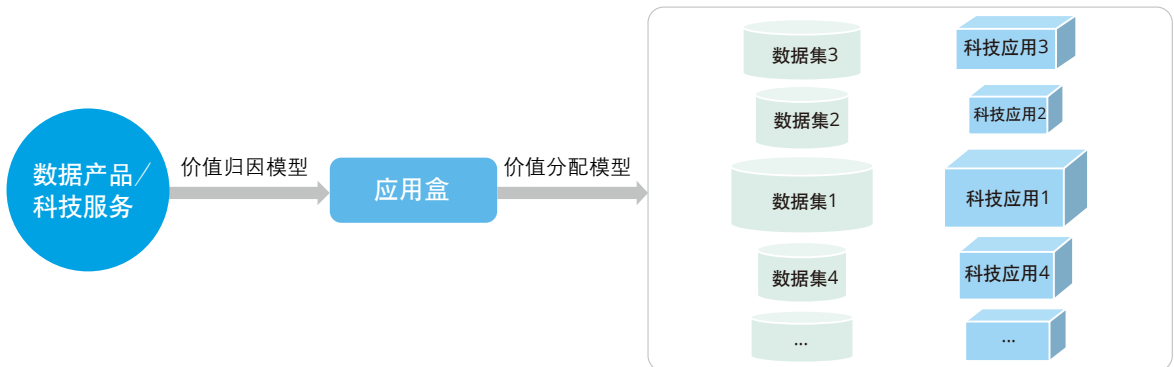 数据产品/
科技服务
价值归因模型
应用盒
价值分配模型
数据集3
科技应用3
数据集2
科技应用2
数据集1
科技应用1
数据集4
科技应用4
...
...